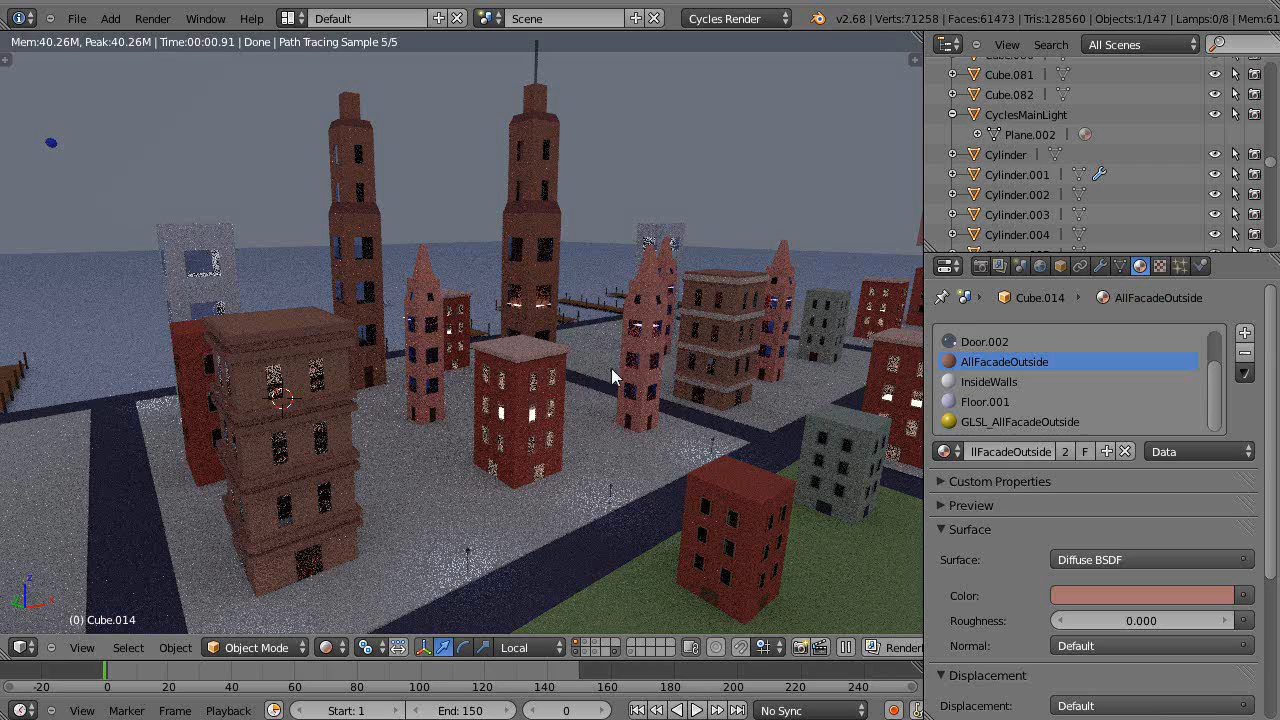 File Add Render Window Help Default Scene Cycles Render v2.68 | Verts:71258 | Faces:61473 | Tris:128560 | Objects:1/147 | Lamps:0/8 | Mem:61
Mem:40.26M, Peak:40.26M | Time:00:00.91 | Done | Path Tracing Sample 5/5
View Search All Scenes
Cube.081
Cube.082
CyclesMainLight
Plane.002
Cylinder
Cylinder.001
Cylinder.002
Cylinder.003
Cylinder.004
Cube.014 AllFacadeOutside
Door.002
AllFacadeOutside
InsideWalls
Floor.001
GLSL_AllFacadeOutside
llFacadeOutside 2 F Data
Custom Properties
Preview
Surface
Surface: Diffuse BSDF
Color:
Roughness: 0.000
Normal: Default
Displacement
Displacement: Default
z
x
(0) Cube.014
View Select Object Object Mode Local Render
-20 0 20 40 60 80 100 120 140 160 180 200 220 240
View Marker Frame Playback Start: 1 End: 150 0 No Sync